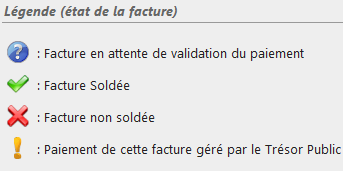 Légende (état de la facture)
: Facture en attente de validation du paiement
: Facture Soldée
: Facture non soldée
: Paiement de cette facture géré par le Trésor Public